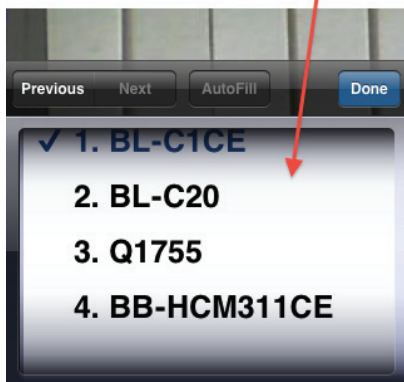 Previous Next AutoFill Done
✓ 1. BL-C1CE
2. BL-C20
3. Q1755
4. BB-HCM311CE